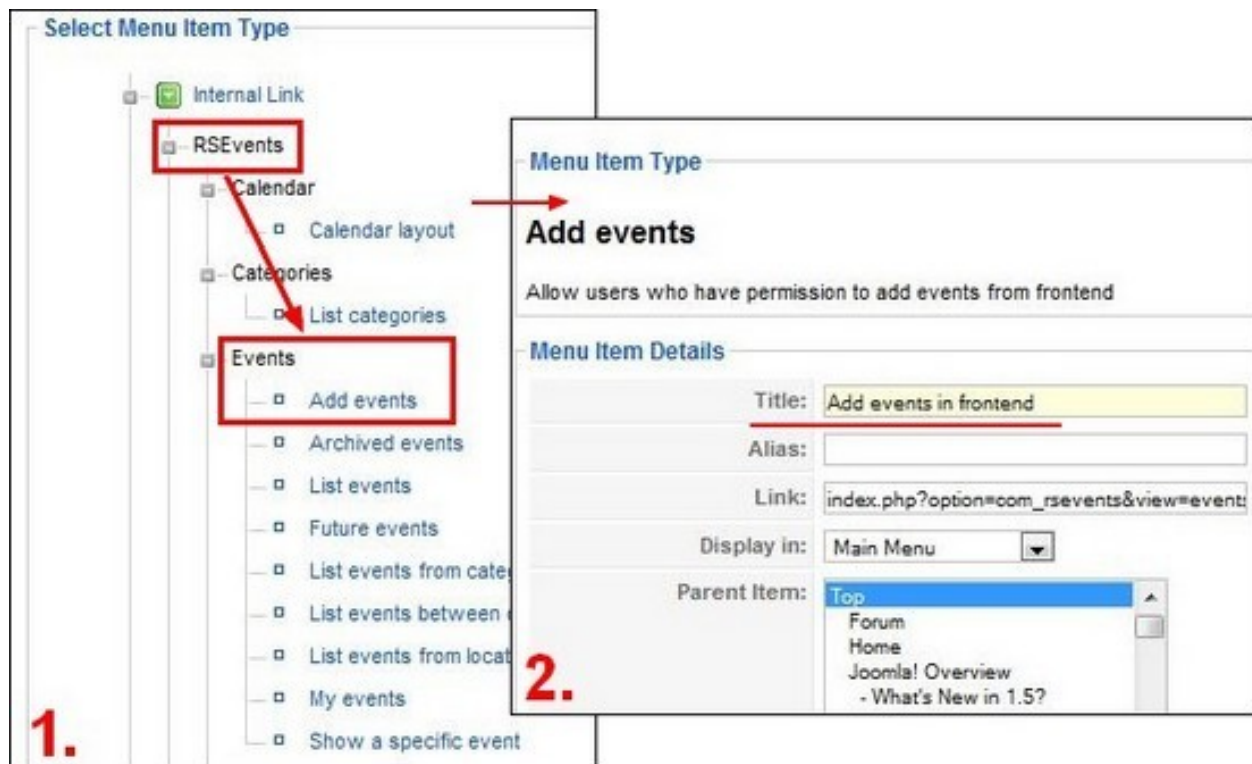 Select Menu Item Type
Internal Link
RSEvents
Calendar
Calendar layout
Categories
List categories
Events
Add events
Archived events
List events
Future events
List events from
List events between
List events from
My events
Show a specific event
1.
Menu Item Type
Add events
Allow users who have permission to add events from frontend
Menu Item Details
Title: Add events in frontend
Alias:
Link: index.php?option=com_rsevents&view=events
Display in: Main Menu
Parent Item: Top
Forum
Home
Joomla! Overview
- What's New in 1.5?
2.